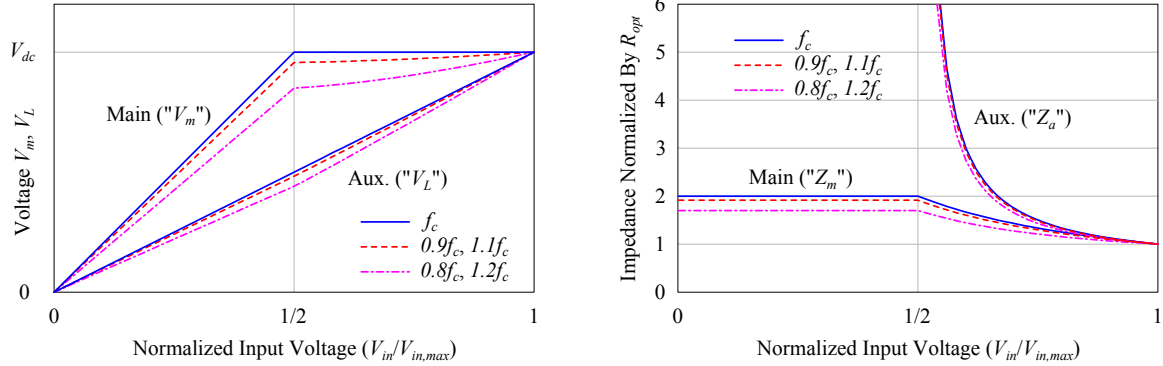 V_dc
0
Voltage V_m, V_L
Main ("V_m")
Aux. ("V_L")
f_c
0.9f_c, 1.1f_c
0.8f_c, 1.2f_c
0 1/2 1
Normalized Input Voltage (V_in/V_in,max)
Impedance Normalized By R_opt
6
5
4
3
2
1
0
f_c
0.9f_c, 1.1f_c
0.8f_c, 1.2f_c
Aux. ("Z_a")
Main ("Z_m")
0 1/2 1
Normalized Input Voltage (V_in/V_in,max)